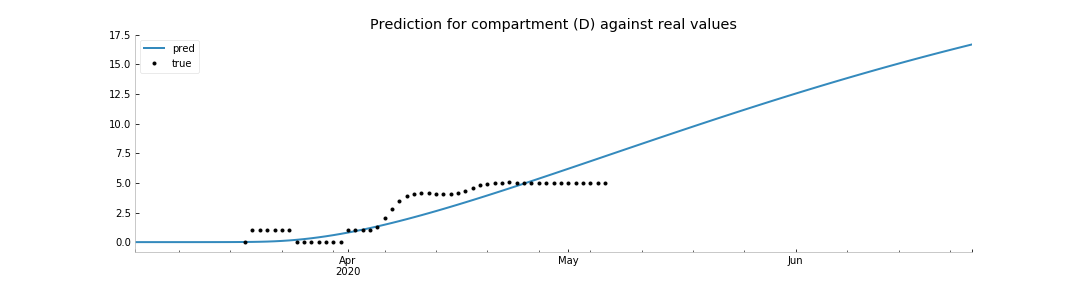 Prediction for compartment (D) against real values
17.5
15.0
12.5
10.0
7.5
5.0
2.5
0.0
pred
true
Apr
2020
May
Jun